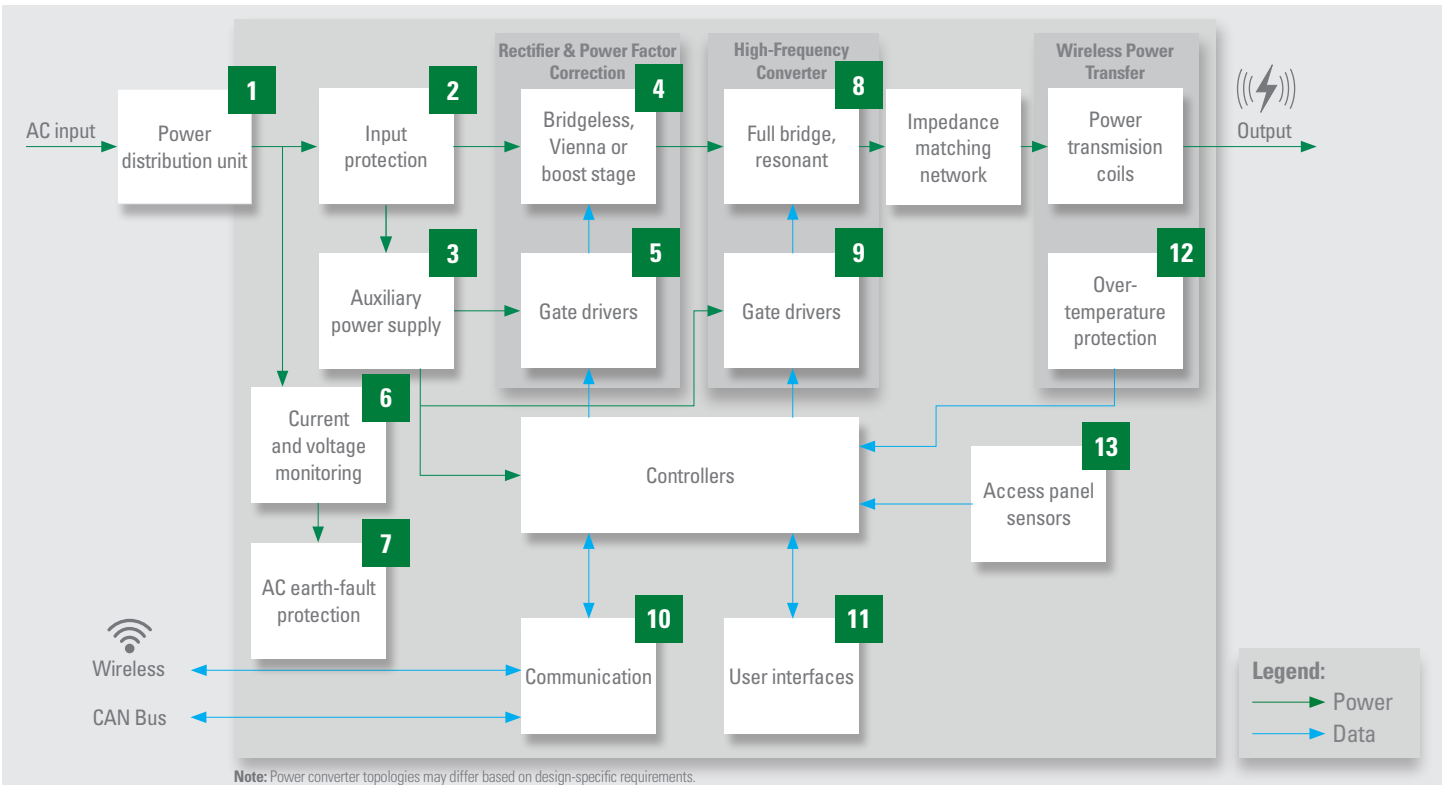 Rectifier & Power Factor
Correction
High-Frequency
Converter
Wireless Power
Transfer
AC input
1
Power
distribution unit
2
Input
protection
4
Bridgeless,
Vienna or
boost stage
8
Full bridge,
resonant
Impedance
matching
network
Power
transmision
coils
Output
3
Auxiliary
power supply
5
Gate drivers
9
Gate drivers
12
Over-
temperature
protection
6
Current
and voltage
monitoring
Controllers
13
Access panel
sensors
7
AC earth-fault
protection
10
Communication
11
User interfaces
Wireless
CAN Bus
Legend:
Power
Data
Note: Power converter topologies may differ based on design-specific requirements.